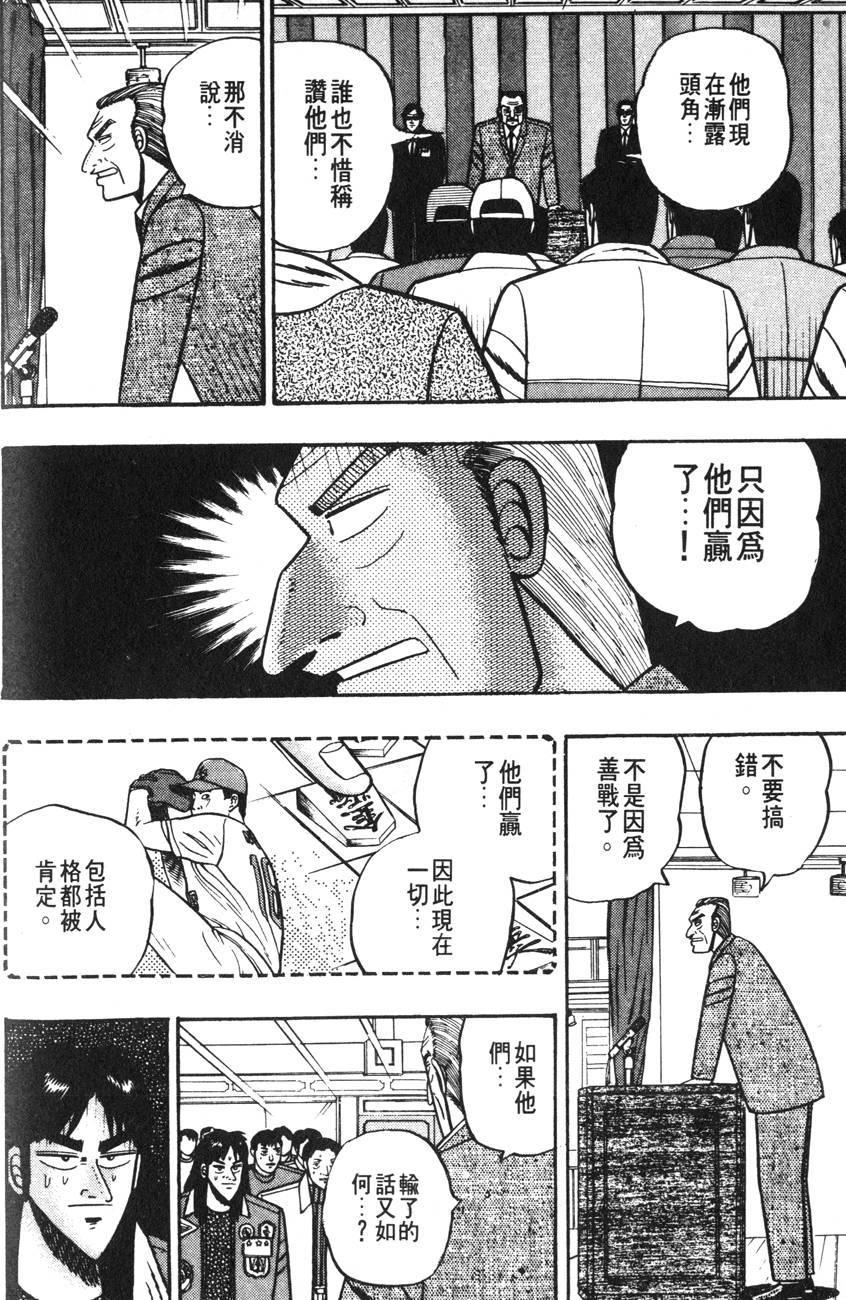 他們現
在漸露
頭角…
誰也不惜稱
讚他們…
那不消
說…
只因爲
他們贏
了…!
不要搞
錯。
不是因爲
善戰了。
他們贏
了…
因此現在
一切…
包括人
格都被
肯定。
如果他
們…
輸了的
話又如
何…?